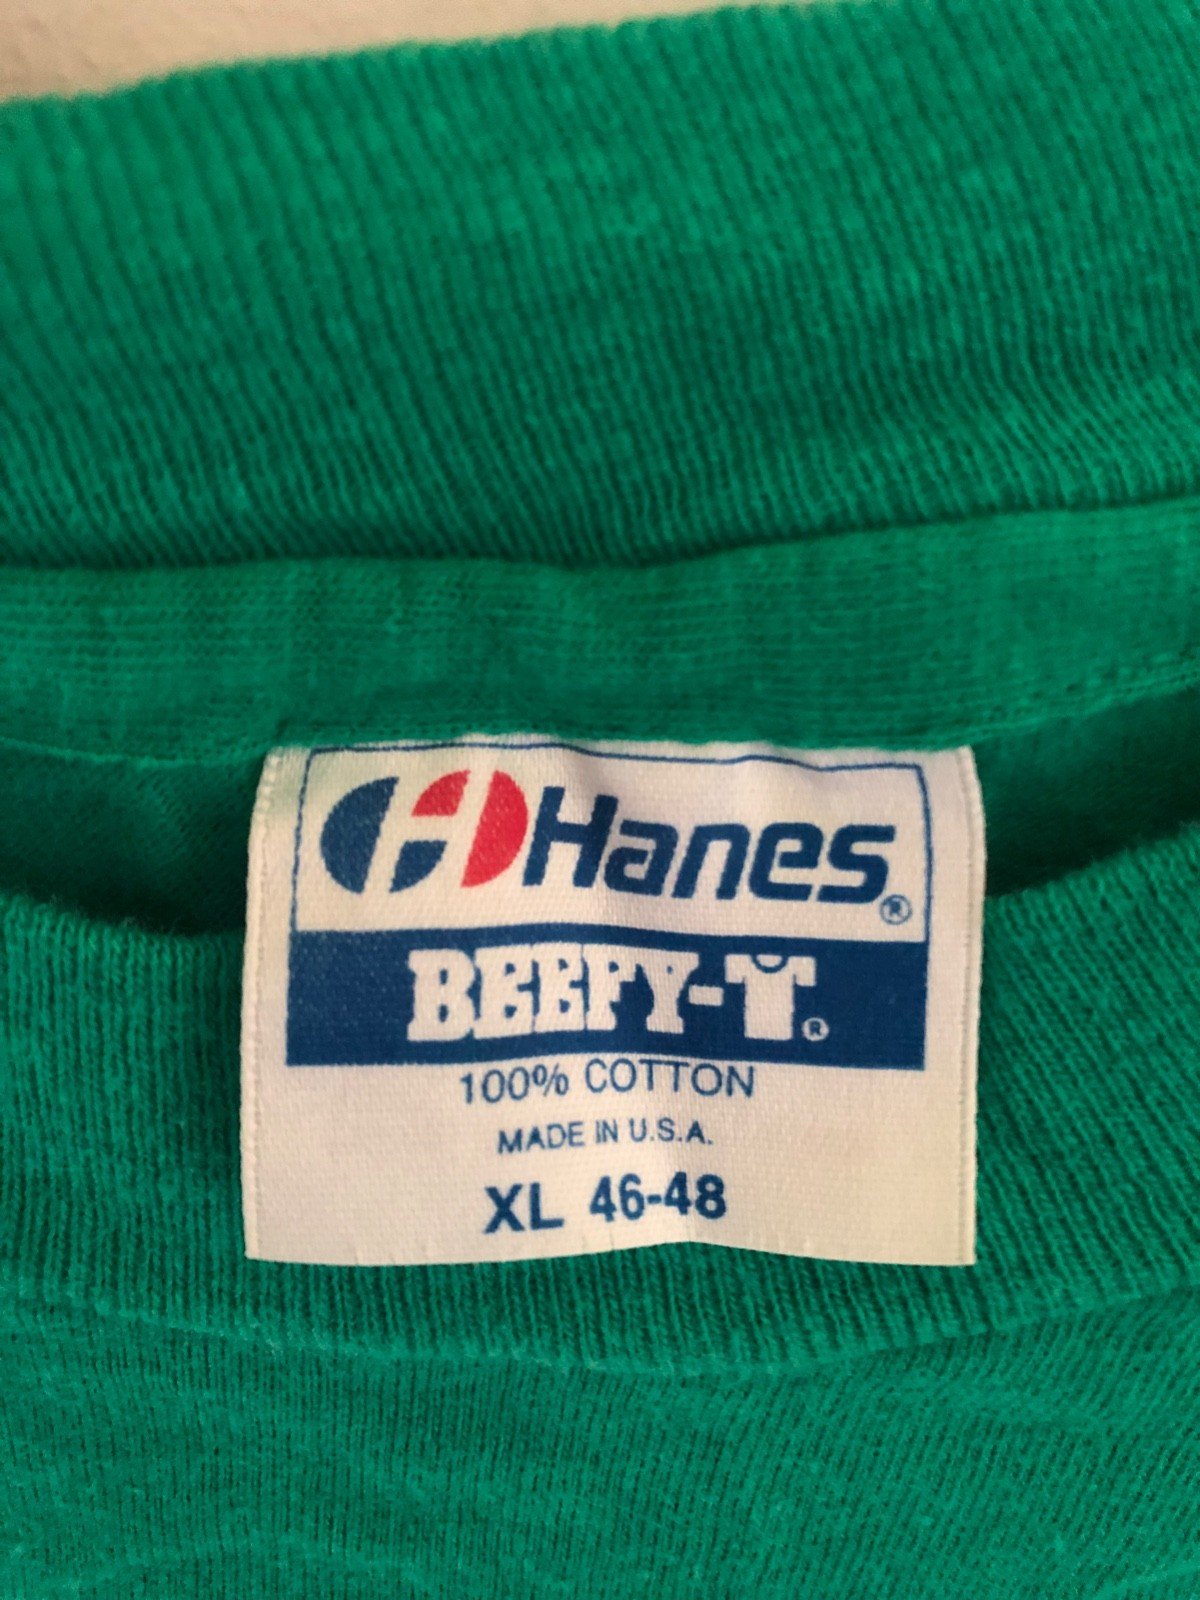 Hanes®
BEEFY-T®
100% COTTON
MADE IN U.S.A.
XL 46-48